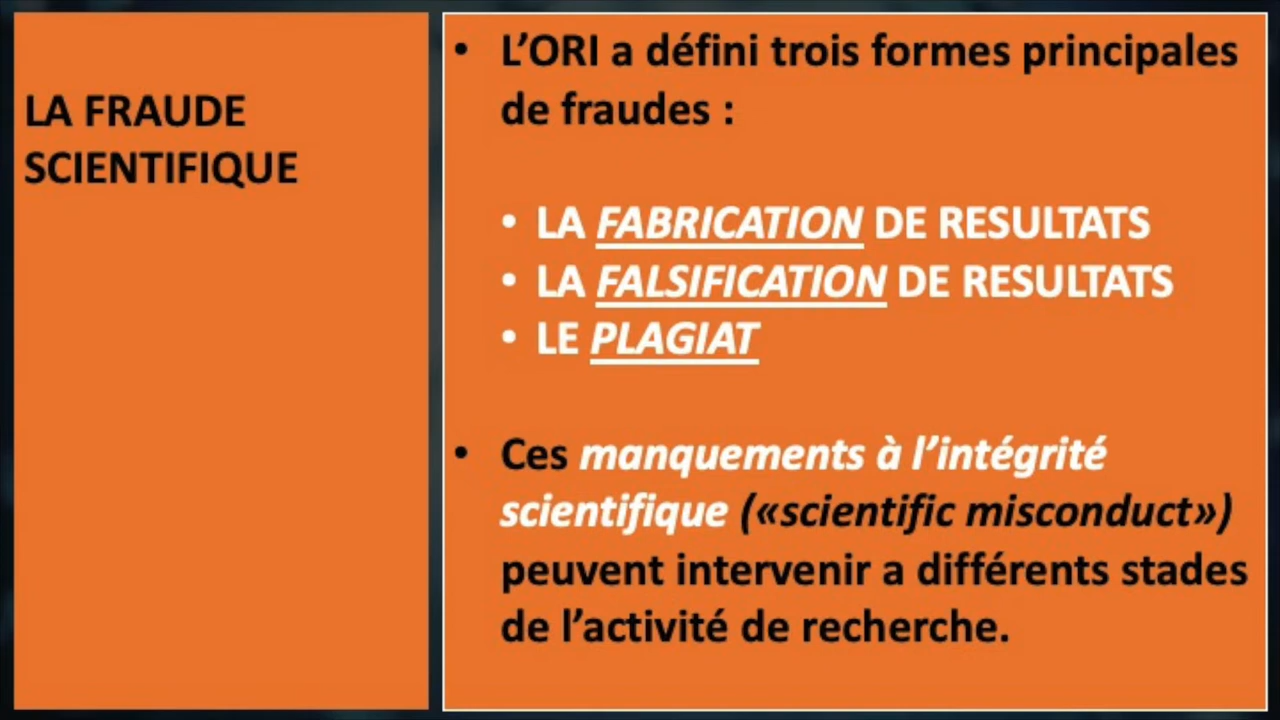 LA FRAUDE
SCIENTIFIQUE
• L’ORI a défini trois formes principales
de fraudes :
• LA FABRICATION DE RESULTATS
• LA FALSIFICATION DE RESULTATS
• LE PLAGIAT
• Ces manquements à l’intégrité
scientifique («scientific misconduct»)
peuvent intervenir a différents stades
de l’activité de recherche.